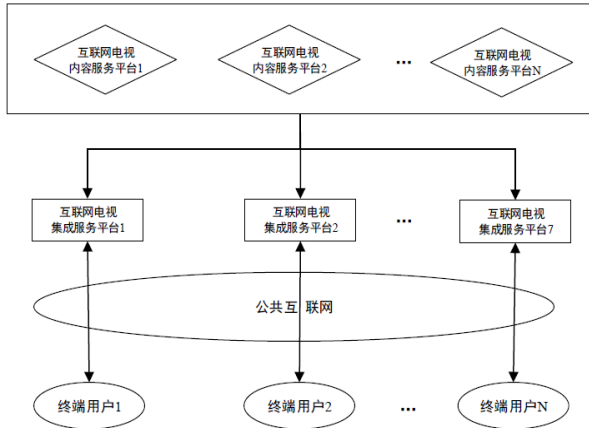 互联网电视
内容服务平台1
互联网电视
内容服务平台2
...
互联网电视
内容服务平台N
互联网电视
集成服务平台1
互联网电视
集成服务平台2
...
互联网电视
集成服务平台7
公共互 联网
终端用户1
终端用户2
...
终端用户N